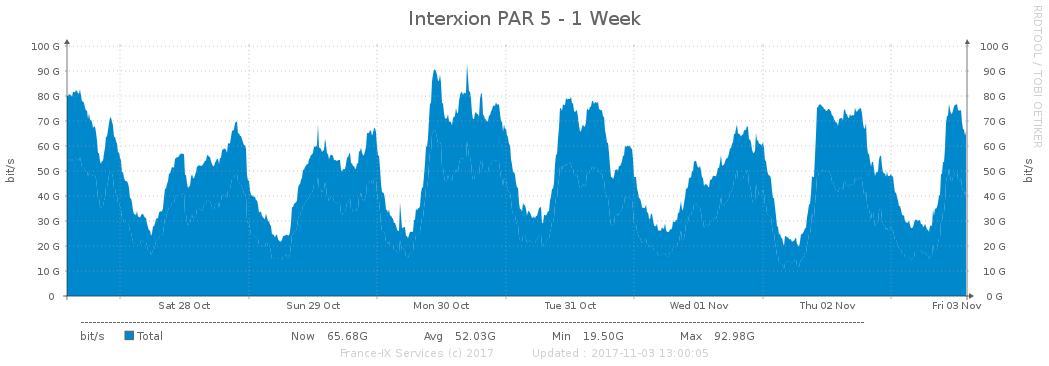 Interxion PAR 5 - 1 Week
RRDTOOL / TOBI OETIKER
bit/s
100 G
90 G
80 G
70 G
60 G
50 G
40 G
30 G
20 G
10 G
0
100 G
90 G
80 G
70 G
60 G
50 G
40 G
30 G
20 G
10 G
0 G
bit/s
Sat 28 Oct Sun 29 Oct Mon 30 Oct Tue 31 Oct Wed 01 Nov Thu 02 Nov Fri 03 Nov
bit/s Total Now 65.68G Avg 52.03G Min 19.50G Max 92.98G
France-IX Services (c) 2017 Updated : 2017-11-03 13:00:05